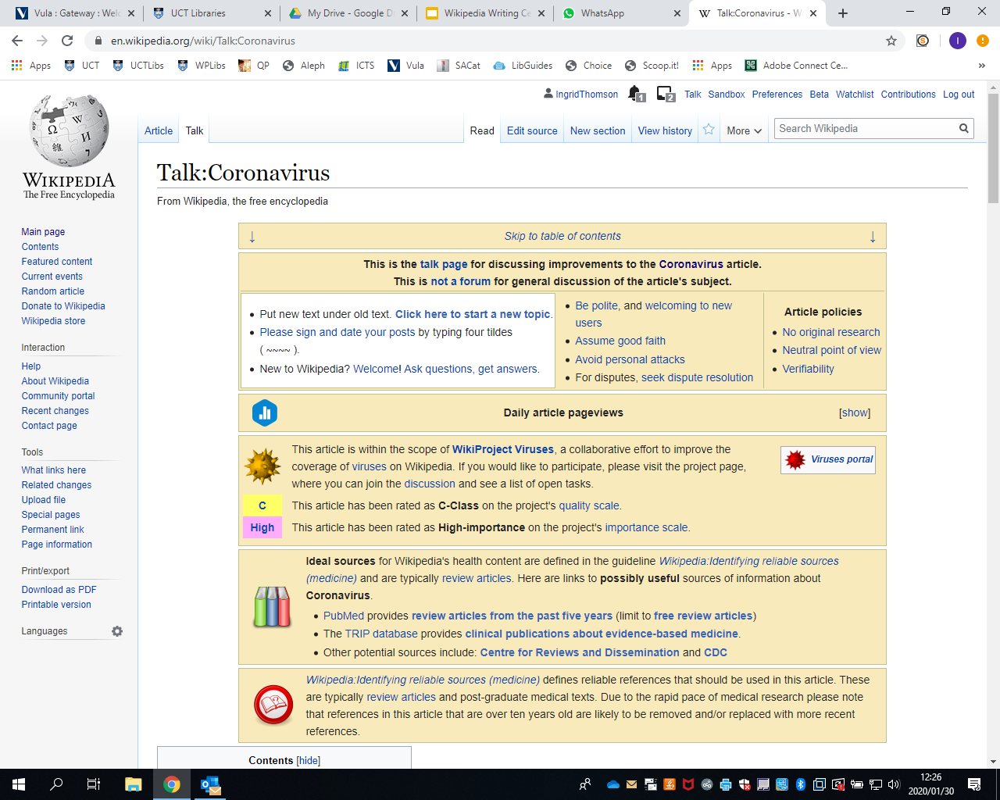 Vula : Gateway : Welc
UCT Libraries
My Drive - Google D
Wikipedia Writing Ce
WhatsApp
Talk:Coronavirus - W
en.wikipedia.org/wiki/Talk:Coronavirus
I
Apps
UCT
UCTLibs
WPLibs
QP
Aleph
ICTS
Vula
SACat
LibGuides
Choice
Scoop.it!
Apps
Adobe Connect Ce...
»
IngridThomson
1
2
Talk
Sandbox
Preferences
Beta
Watchlist
Contributions
Log out
Article
Talk
Read
Edit source
New section
View history
More
Search Wikipedia
WIKIPEDIA
The Free Encyclopedia
Main page
Contents
Featured content
Current events
Random article
Donate to Wikipedia
Wikipedia store
Interaction
Help
About Wikipedia
Community portal
Recent changes
Contact page
Tools
What links here
Related changes
Upload file
Special pages
Permanent link
Page information
Print/export
Download as PDF
Printable version
Languages
Talk:Coronavirus
From Wikipedia, the free encyclopedia
↓ Skip to table of contents ↓
This is the talk page for discussing improvements to the Coronavirus article.
This is not a forum for general discussion of the article's subject.
• Put new text under old text. Click here to start a new topic.
• Please sign and date your posts by typing four tildes
( ~~~~ ).
• New to Wikipedia? Welcome! Ask questions, get answers.
• Be polite, and welcoming to new
users
• Assume good faith
• Avoid personal attacks
• For disputes, seek dispute resolution
Article policies
• No original research
• Neutral point of view
• Verifiability
Daily article pageviews
[show]
This article is within the scope of WikiProject Viruses, a collaborative effort to improve the
coverage of viruses on Wikipedia. If you would like to participate, please visit the project page,
where you can join the discussion and see a list of open tasks.
Viruses portal
C
This article has been rated as C-Class on the project's quality scale.
High
This article has been rated as High-importance on the project's importance scale.
Ideal sources for Wikipedia's health content are defined in the guideline Wikipedia:Identifying reliable sources
(medicine) and are typically review articles. Here are links to possibly useful sources of information about
Coronavirus.
• PubMed provides review articles from the past five years (limit to free review articles)
• The TRIP database provides clinical publications about evidence-based medicine.
• Other potential sources include: Centre for Reviews and Dissemination and CDC
Wikipedia:Identifying reliable sources (medicine) defines reliable references that should be used in this article. These
are typically review articles and post-graduate medical texts. Due to the rapid pace of medical research please note
that references in this article that are over ten years old are likely to be removed and/or replaced with more recent
references.
Contents [hide]
12:26
2020/01/30